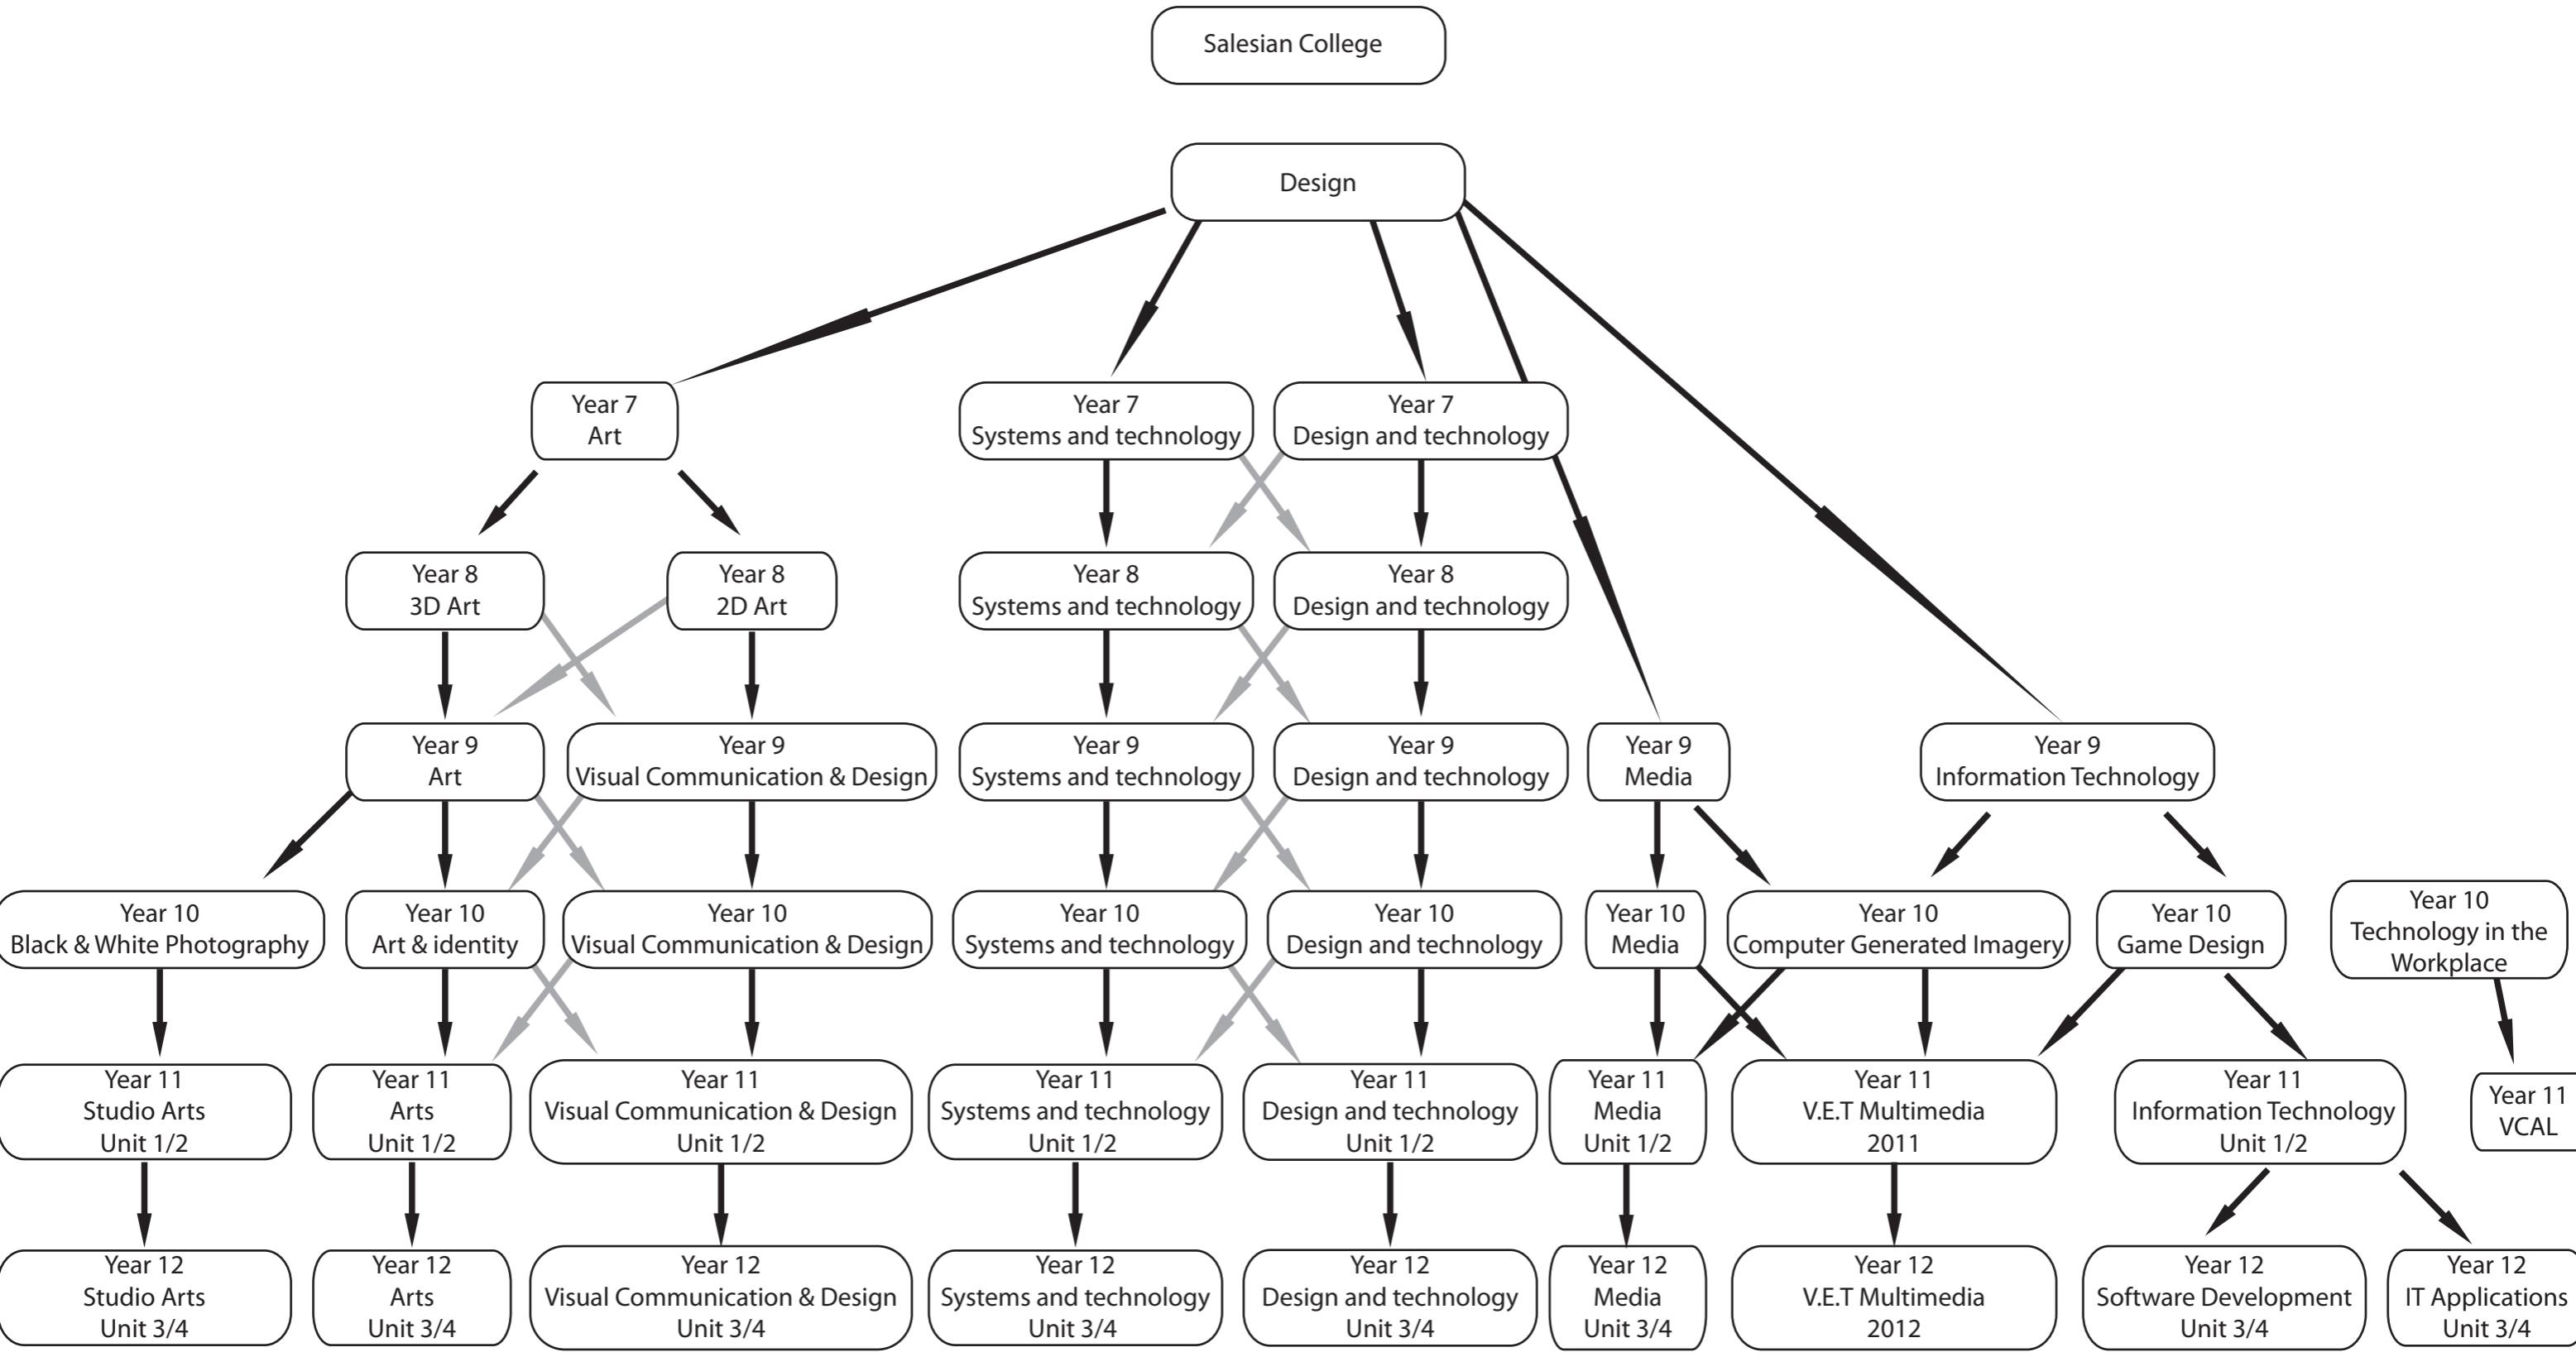 Salesian College
Design
Year 7
Art
Year 7
Systems and technology
Year 7
Design and technology
Year 8
3D Art
Year 8
2D Art
Year 8
Systems and technology
Year 8
Design and technology
Year 9
Art
Year 9
Visual Communication & Design
Year 9
Systems and technology
Year 9
Design and technology
Year 9
Media
Year 9
Information Technology
Year 10
Black & White Photography
Year 10
Art & identity
Year 10
Visual Communication & Design
Year 10
Systems and technology
Year 10
Design and technology
Year 10
Media
Year 10
Computer Generated Imagery
Year 10
Game Design
Year 10
Technology in the
Workplace
Year 11
Studio Arts
Unit 1/2
Year 11
Arts
Unit 1/2
Year 11
Visual Communication & Design
Unit 1/2
Year 11
Systems and technology
Unit 1/2
Year 11
Design and technology
Unit 1/2
Year 11
Media
Unit 1/2
Year 11
V.E.T Multimedia
2011
Year 11
Information Technology
Unit 1/2
Year 11
VCAL
Year 12
Studio Arts
Unit 3/4
Year 12
Arts
Unit 3/4
Year 12
Visual Communication & Design
Unit 3/4
Year 12
Systems and technology
Unit 3/4
Year 12
Design and technology
Unit 3/4
Year 12
Media
Unit 3/4
Year 12
V.E.T Multimedia
2012
Year 12
Software Development
Unit 3/4
Year 12
IT Applications
Unit 3/4